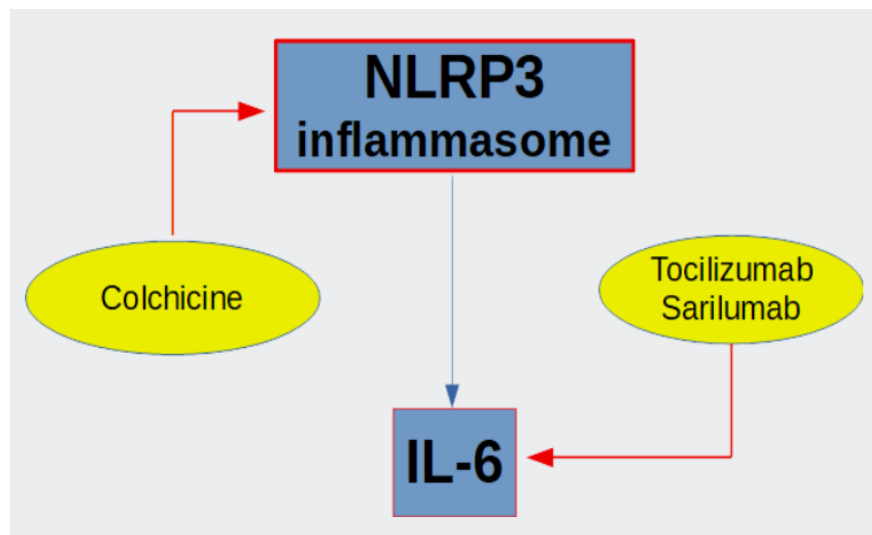 NLRP3
inflammasome
Colchicine
Tocilizumab
Sarilumab
IL-6